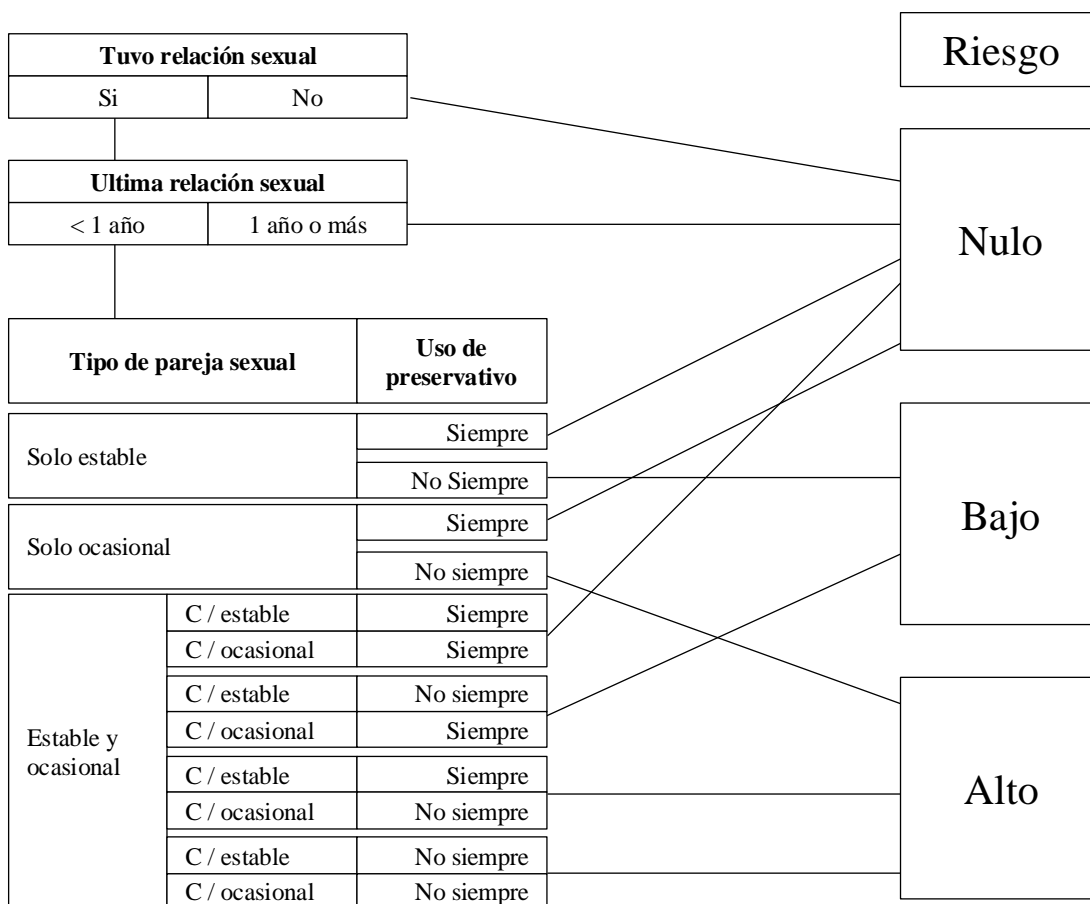 Riesgo
Tuvo relación sexual
Si No
Ultima relación sexual
< 1 año 1 año o más
Nulo
Tipo de pareja sexual
Uso de
preservativo
Solo estable
Siempre
No Siempre
Solo ocasional
Siempre
No siempre
Bajo
Estable y
ocasional
C / estable Siempre
C / ocasional Siempre
C / estable No siempre
C / ocasional Siempre
C / estable Siempre
C / ocasional No siempre
C / estable No siempre
C / ocasional No siempre
Alto